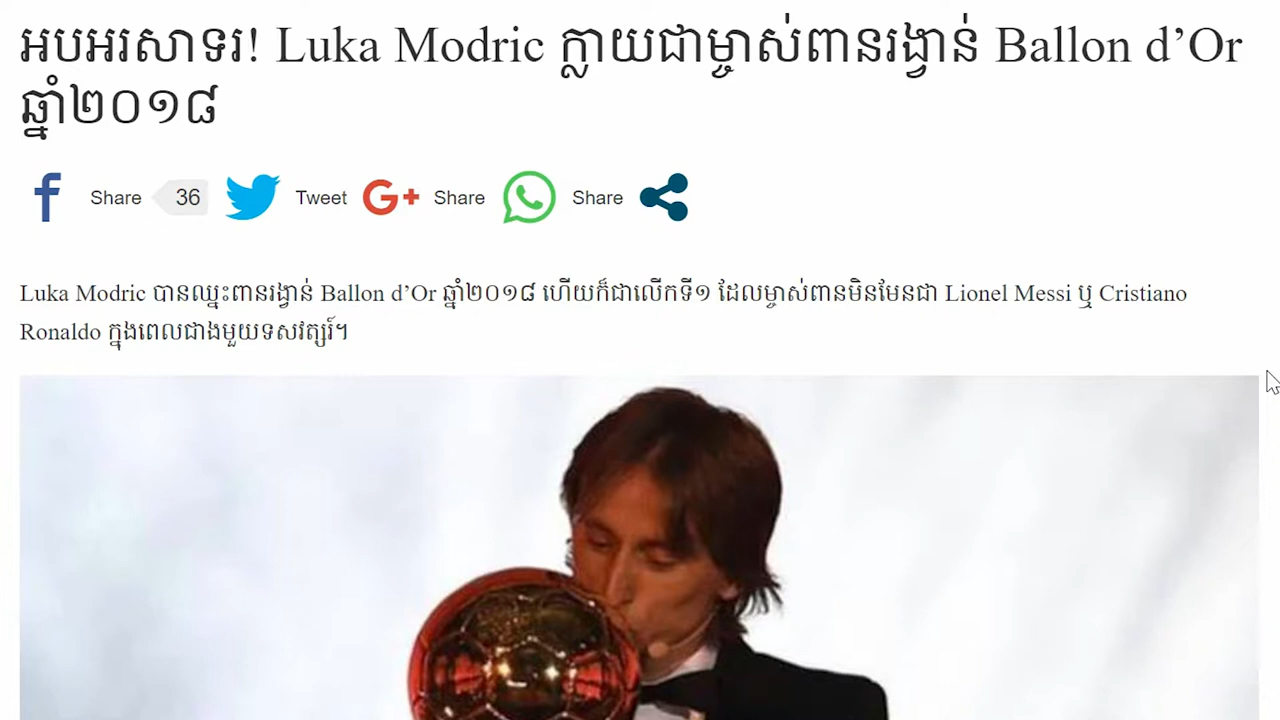 អបអរសាទរ! Luka Modric ក្លាយជាម្ចាស់ពានរង្វាន់ Ballon d’Or
ឆ្នាំ២០១៨
Share 36 Tweet G+ Share Share
Luka Modric បានឈ្នះពានរង្វាន់ Ballon d’Or ឆ្នាំ២០១៨ ហើយក៏ជាលើកទី១ ដែលម្ចាស់ពានមិនមែនជា Lionel Messi ឬ Cristiano
Ronaldo ក្នុងពេលជាងមួយទសវត្សរ៍។